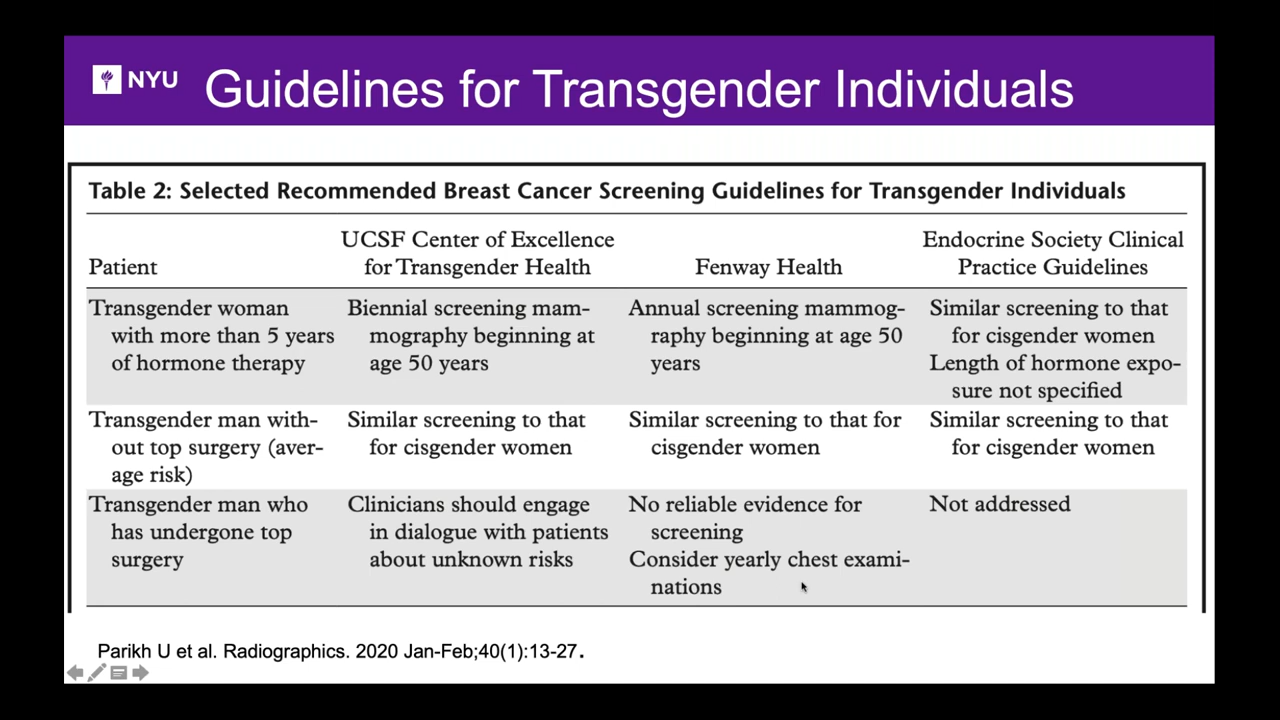 NYU
Guidelines for Transgender Individuals
Table 2: Selected Recommended Breast Cancer Screening Guidelines for Transgender Individuals
Patient
UCSF Center of Excellence
for Transgender Health
Fenway Health
Endocrine Society Clinical
Practice Guidelines
Transgender woman
with more than 5 years
of hormone therapy
Biennial screening mam-
mography beginning at
age 50 years
Annual screening mammog-
raphy beginning at age 50
years
Similar screening to that
for cisgender women
Length of hormone expo-
sure not specified
Transgender man with-
out top surgery (aver-
age risk)
Similar screening to that
for cisgender women
Similar screening to that for
cisgender women
Similar screening to that
for cisgender women
Transgender man who
has undergone top
surgery
Clinicians should engage
in dialogue with patients
about unknown risks
No reliable evidence for
screening
Consider yearly chest exami-
nations
Not addressed
Parikh U et al. Radiographics. 2020 Jan-Feb;40(1):13-27.